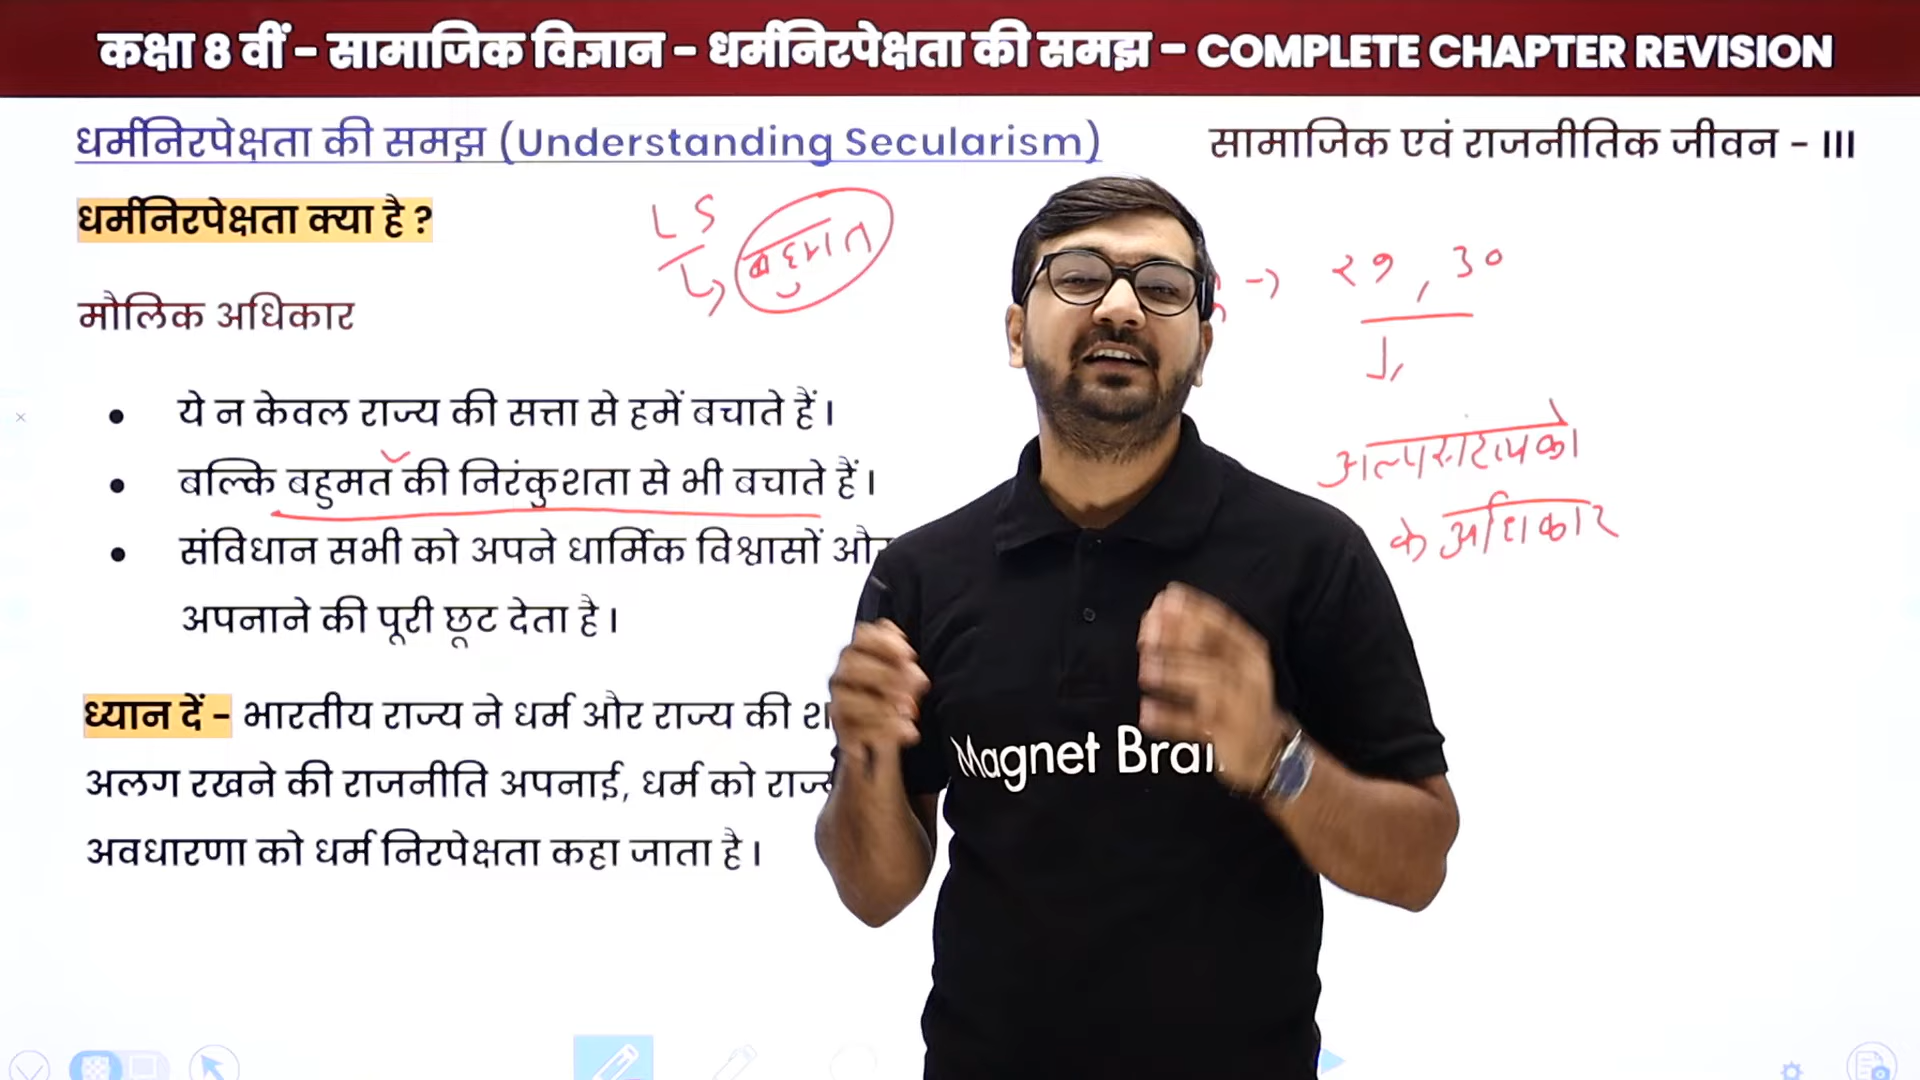 कक्षा 8 वीं - सामाजिक विज्ञान - धर्मनिरपेक्षता की समझ - COMPLETE CHAPTER REVISION
धर्मनिरपेक्षता की समझ (Understanding Secularism)
सामाजिक एवं राजनीतिक जीवन - III
धर्मनिरपेक्षता क्या है ?
LS
बहुमत
२९, ३०
मौलिक अधिकार
ये न केवल राज्य की सत्ता से हमें बचाते हैं ।
अल्पसंख्यको
बल्कि बहुमत की निरंकुशता से भी बचाते हैं ।
के अधिकार
संविधान सभी को अपने धार्मिक विश्वासों
अपनाने की पूरी छूट देता है ।
ध्यान दें - भारतीय राज्य ने धर्म और राज्य की
अलग रखने की राजनीति अपनाई, धर्म को
अवधारणा को धर्म निरपेक्षता कहा जाता है ।
Magnet